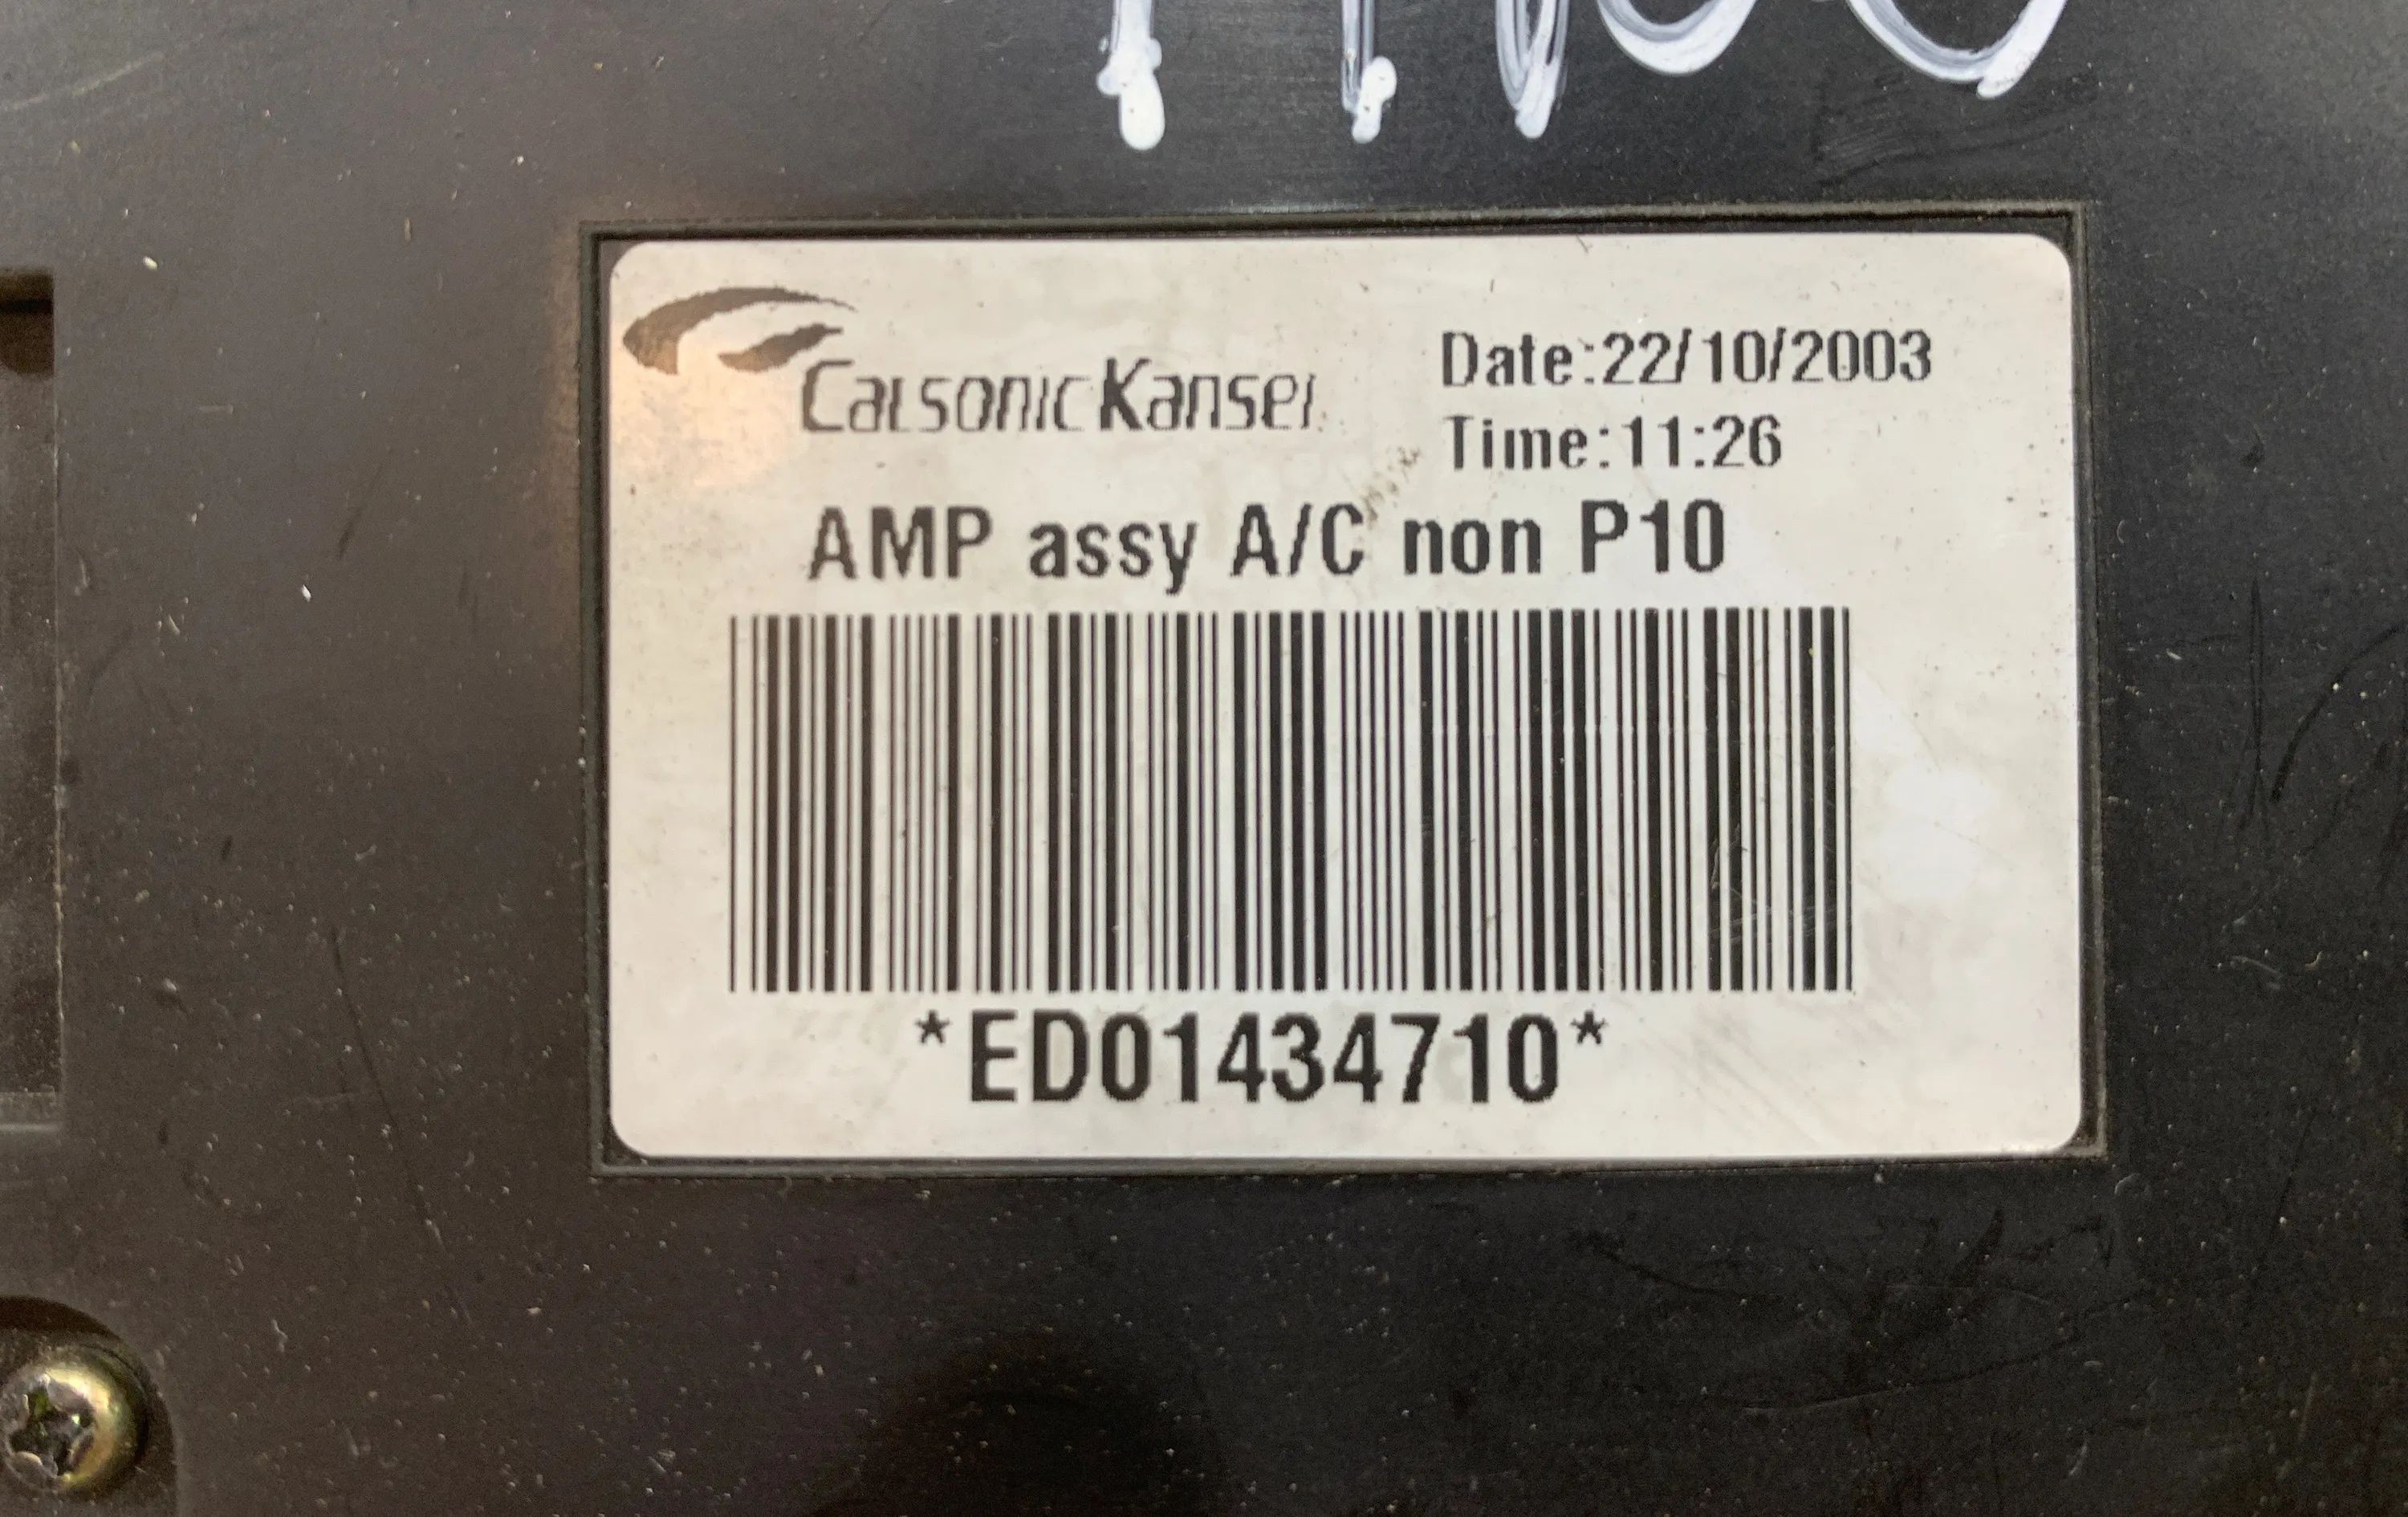 CalsonicKansei
Date:22/10/2003
Time:11:26
AMP assy A/C non P10
*ED01434710*